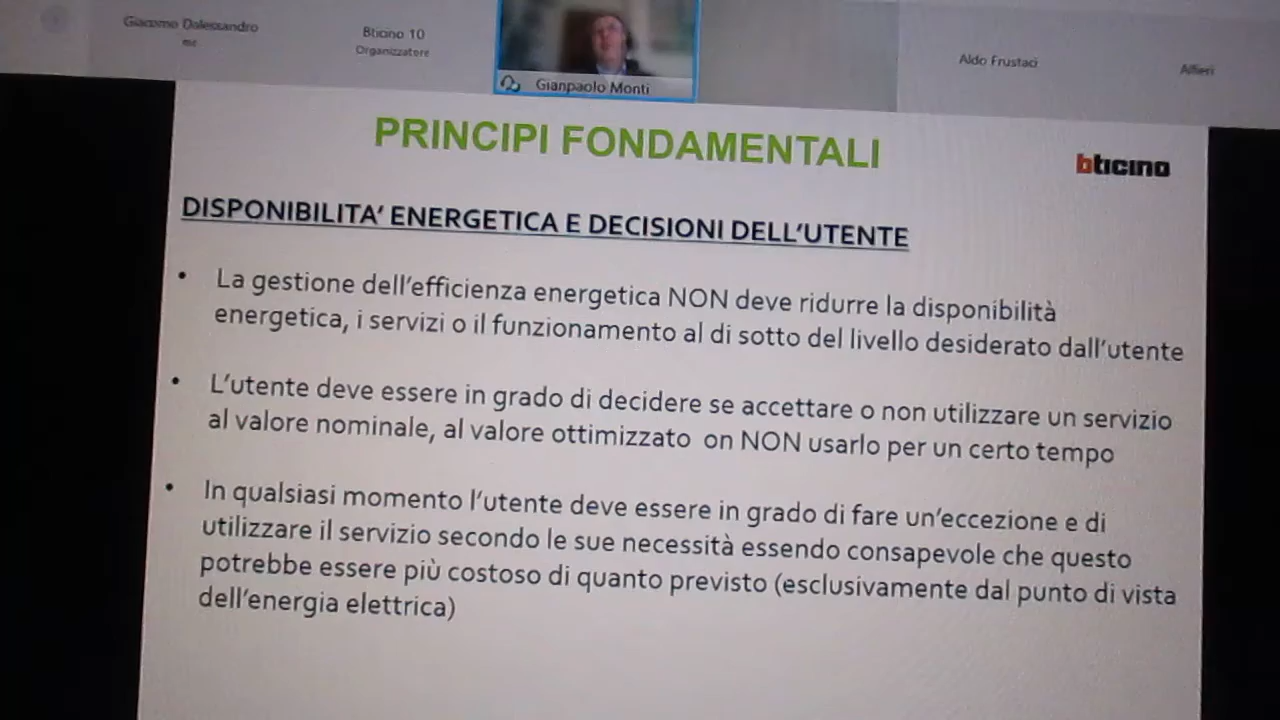 Giacomo Dalessandro
me
Bticino 10
Organizzatore
Gianpaolo Monti
Aldo Frustaci
Alfieri
PRINCIPI FONDAMENTALI
bticino
DISPONIBILITA' ENERGETICA E DECISIONI DELL'UTENTE
• La gestione dell'efficienza energetica NON deve ridurre la disponibilità
energetica, i servizi o il funzionamento al di sotto del livello desiderato dall'utente
• L'utente deve essere in grado di decidere se accettare o non utilizzare un servizio
al valore nominale, al valore ottimizzato on NON usarlo per un certo tempo
• In qualsiasi momento l'utente deve essere in grado di fare un'eccezione e di
utilizzare il servizio secondo le sue necessità essendo consapevole che questo
potrebbe essere più costoso di quanto previsto (esclusivamente dal punto di vista
dell'energia elettrica)